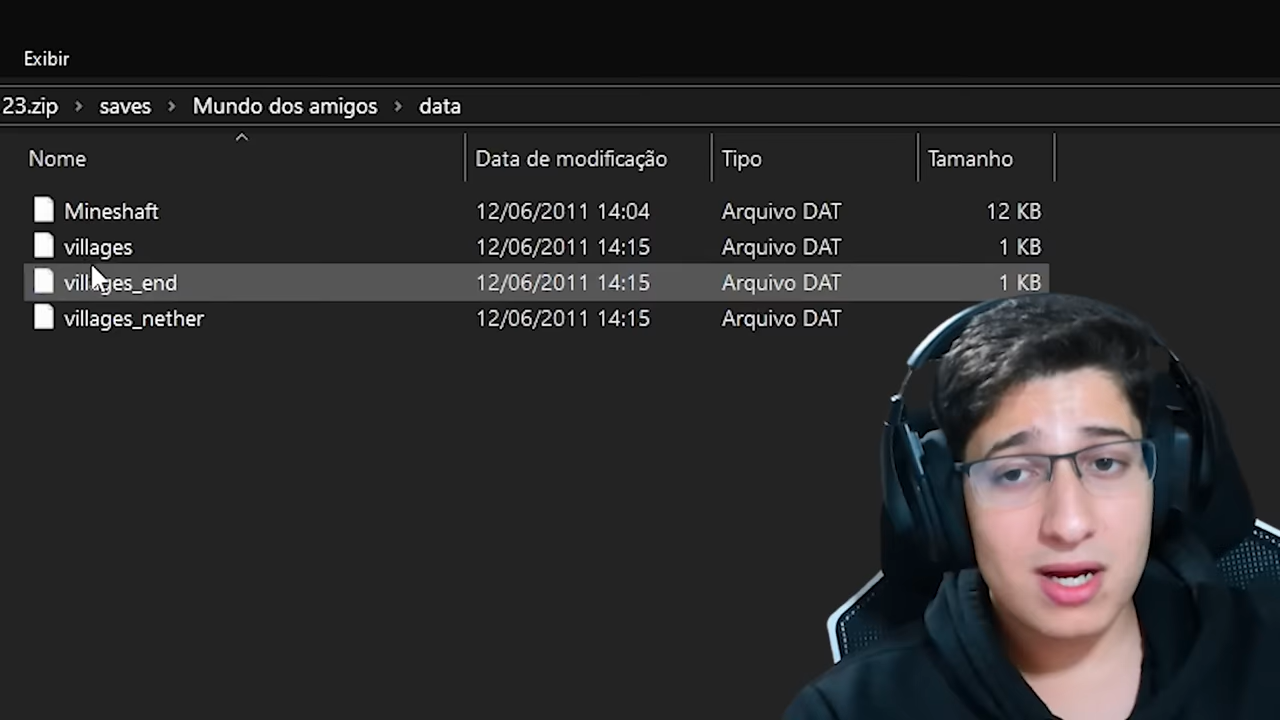 Exibir
23.zip > saves > Mundo dos amigos > data
Nome Data de modificação Tipo Tamanho
Mineshaft 12/06/2011 14:04 Arquivo DAT 12 KB
villages 12/06/2011 14:15 Arquivo DAT 1 KB
villages_end 12/06/2011 14:15 Arquivo DAT 1 KB
villages_nether 12/06/2011 14:15 Arquivo DAT